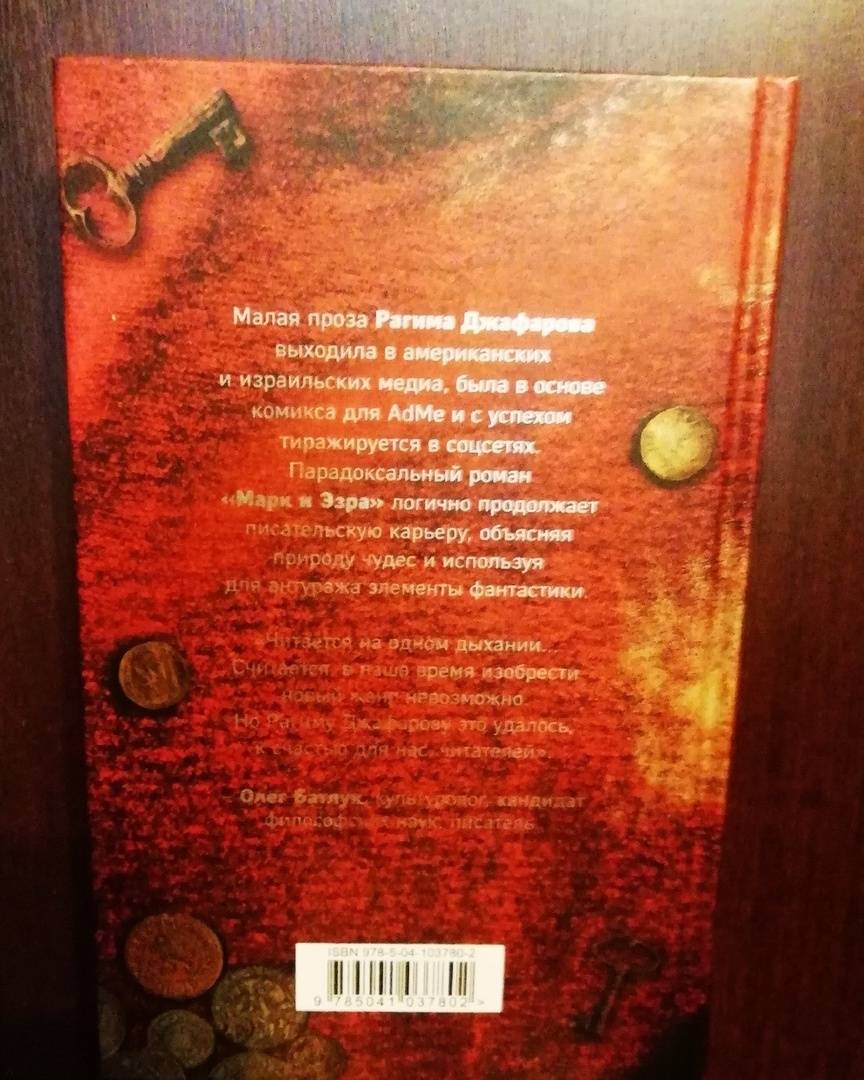 Малая проза Рагима Джафарова
выходила в американских
и израильских медиа, была в основе
комикса для AdMe и с успехом
тиражируется в соцсетях.
Парадоксальный роман
«Марк и Эзра» логично продолжает
писательскую карьеру, объясняя
природу чудес и используя
для антуража элементы фантастики.
«Читается на одном дыхании...
Считается, в наше время изобрести
новый жанр невозможно.
Но Рагиму Джафарову это удалось,
к счастью для нас, читателей».
– Олег Батлук, культуролог, кандидат
философских наук, писатель
ISBN 978-5-04-103780-2
9 785041 037802 >